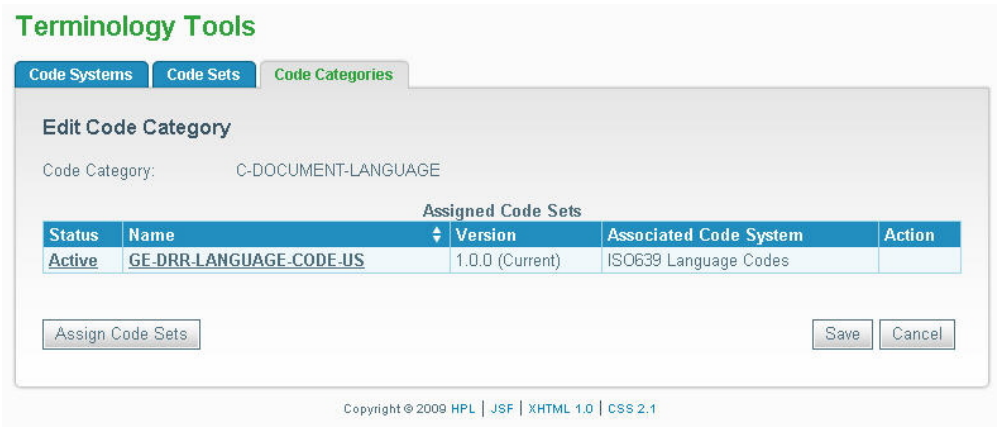 Terminology Tools
Code Systems Code Sets Code Categories
Edit Code Category
Code Category: C-DOCUMENT-LANGUAGE
Assigned Code Sets
Status Name Version Associated Code System Action
Active GE-DRR-LANGUAGE-CODE-US 1.0.0 (Current) ISO639 Language Codes
Assign Code Sets Save Cancel
Copyright © 2009 HPL | JSF | XHTML 1.0 | CSS 2.1